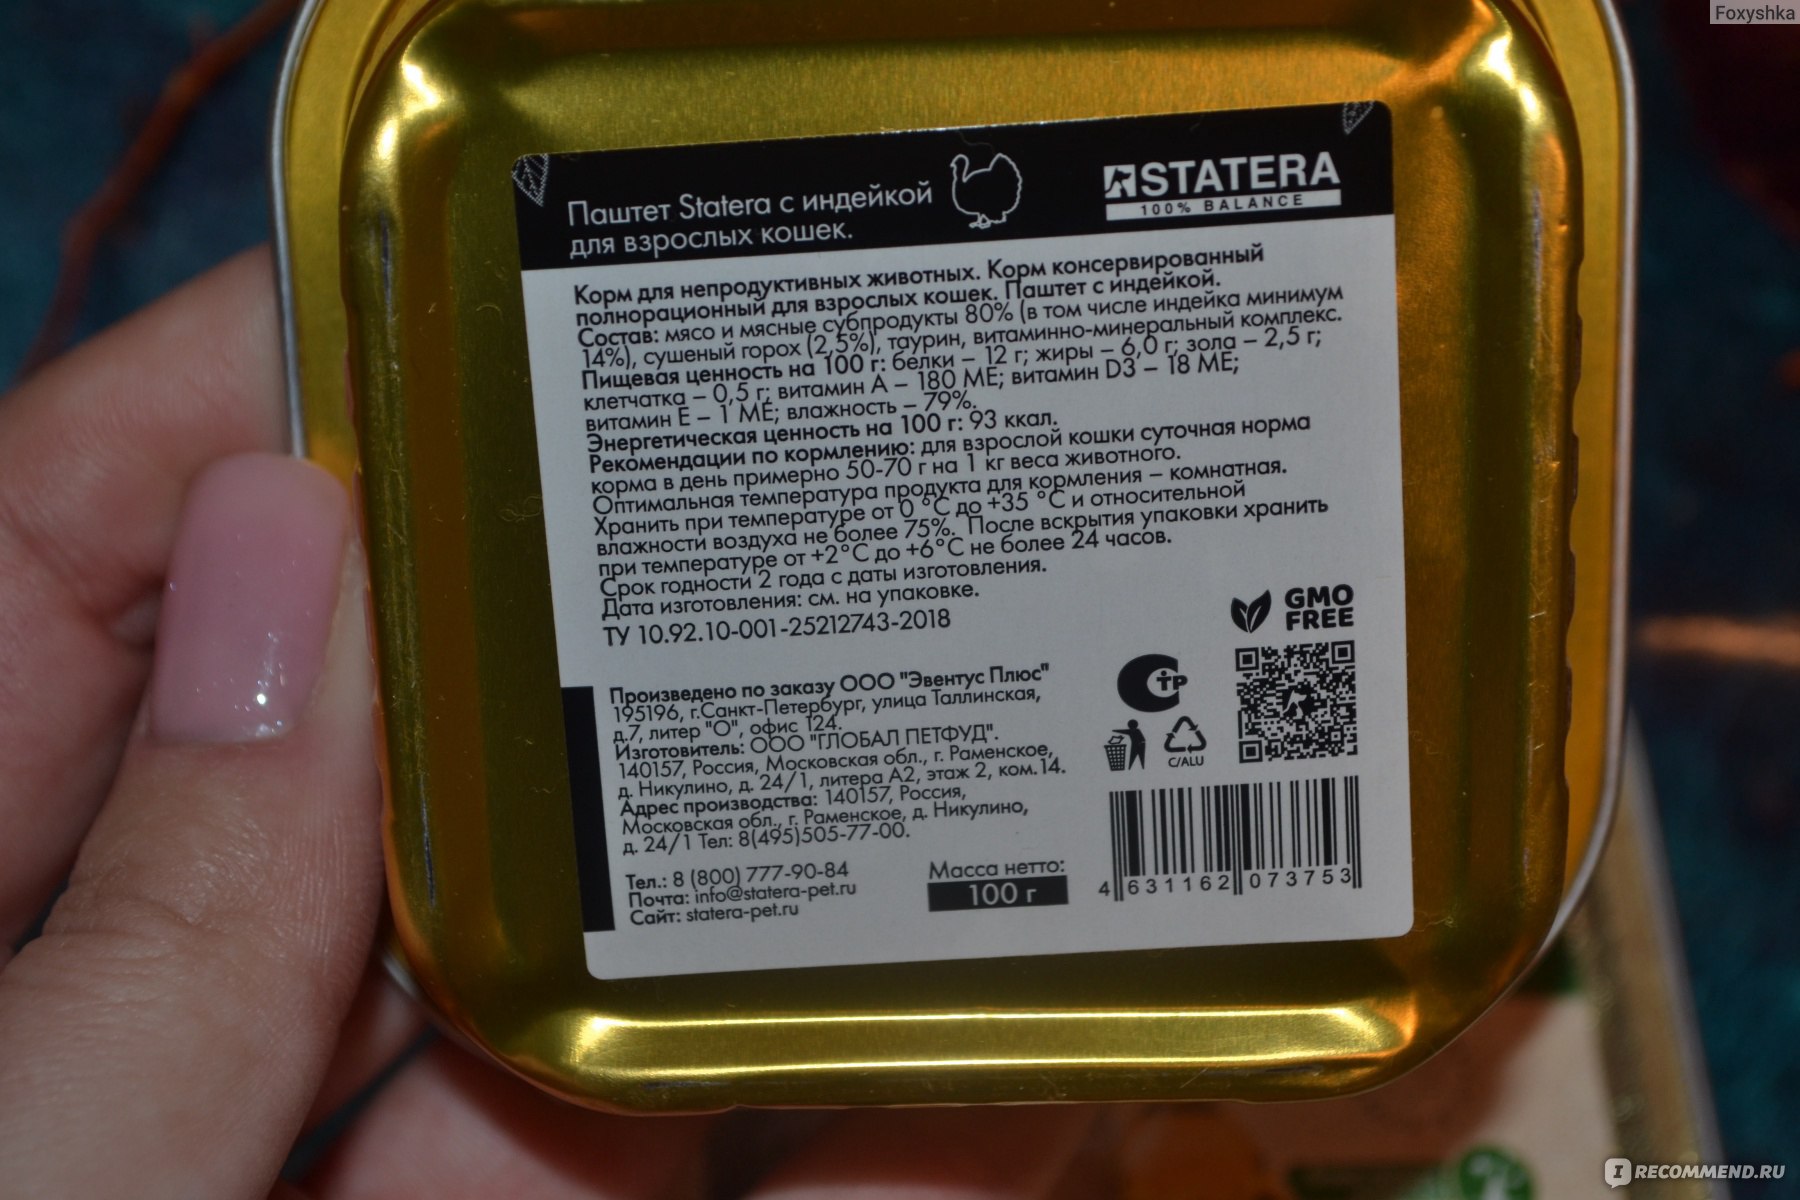 Foxyshka
Паштет Statera с индейкой
для взрослых кошек.
STATERA
100% BALANCE
Корм для непродуктивных животных. Корм консервированный
полнорационный для взрослых кошек. Паштет с индейкой.
Состав: мясо и мясные субпродукты 80% (в том числе индейка минимум
14%), сушеный горох (2,5%), таурин, витаминно-минеральный комплекс.
Пищевая ценность на 100 г: белки – 12 г; жиры – 6,0 г; зола – 2,5 г;
клетчатка – 0,5 г; витамин А – 180 МЕ; витамин D3 – 18 МЕ;
витамин Е – 1 МЕ; влажность – 79%.
Энергетическая ценность на 100 г: 93 ккал.
Рекомендации по кормлению: для взрослой кошки суточная норма
корма в день примерно 50-70 г на 1 кг веса животного.
Оптимальная температура продукта для кормления – комнатная.
Хранить при температуре от 0 °С до +35 °С и относительной
влажности воздуха не более 75%. После вскрытия упаковки хранить
при температуре от +2°С до +6°С не более 24 часов.
Срок годности 2 года с даты изготовления.
Дата изготовления: см. на упаковке.
ТУ 10.92.10-001-25212743-2018
GMO
FREE
Произведено по заказу ООО "Эвентус Плюс"
195196, г.Санкт-Петербург, улица Таллинская,
д.7, литер "О", офис 124.
Изготовитель: ООО "ГЛОБАЛ ПЕТФУД".
140157, Россия, Московская обл., г. Раменское,
д. Никулино, д. 24/1, литера А2, этаж 2, ком.14.
Адрес производства: 140157, Россия,
Московская обл., г. Раменское, д. Никулино,
д. 24/1 Тел: 8(495)505-77-00.
СТР
C/ALU
Тел.: 8 (800) 777-90-84
Почта: info@statera-pet.ru
Сайт: statera-pet.ru
Масса нетто:
100 г
4 631162 073753
IRECOMMEND.RU